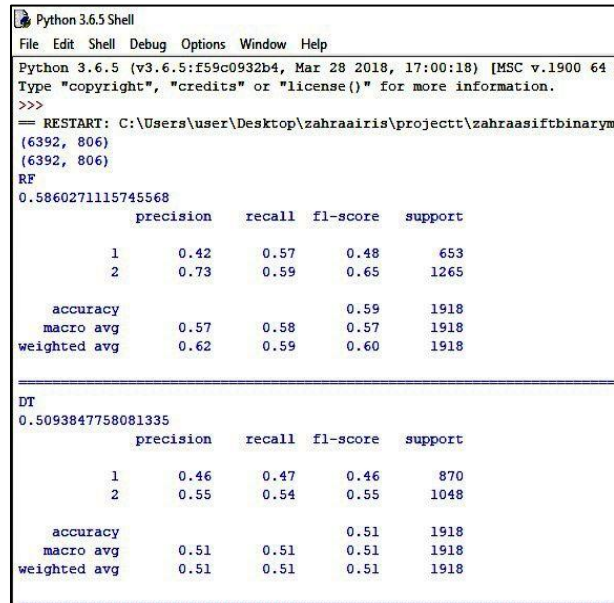 Python 3.6.5 Shell
File Edit Shell Debug Options Window Help
Python 3.6.5 (v3.6.5:f59c0932b4, Mar 28 2018, 17:00:18) [MSC v.1900 64
Type "copyright", "credits" or "license()" for more information.
>>>
== RESTART: C:\Users\user\Desktop\zahraairis\projectt\zahraasiftbinarym
(6392, 806)
(6392, 806)
RF
0.5860271115745568
precision recall f1-score support
1 0.42 0.57 0.48 653
2 0.73 0.59 0.65 1265
accuracy 0.59 1918
macro avg 0.57 0.58 0.57 1918
weighted avg 0.62 0.59 0.60 1918
DT
0.5093847758081335
precision recall f1-score support
1 0.46 0.47 0.46 870
2 0.55 0.54 0.55 1048
accuracy 0.51 1918
macro avg 0.51 0.51 0.51 1918
weighted avg 0.51 0.51 0.51 1918